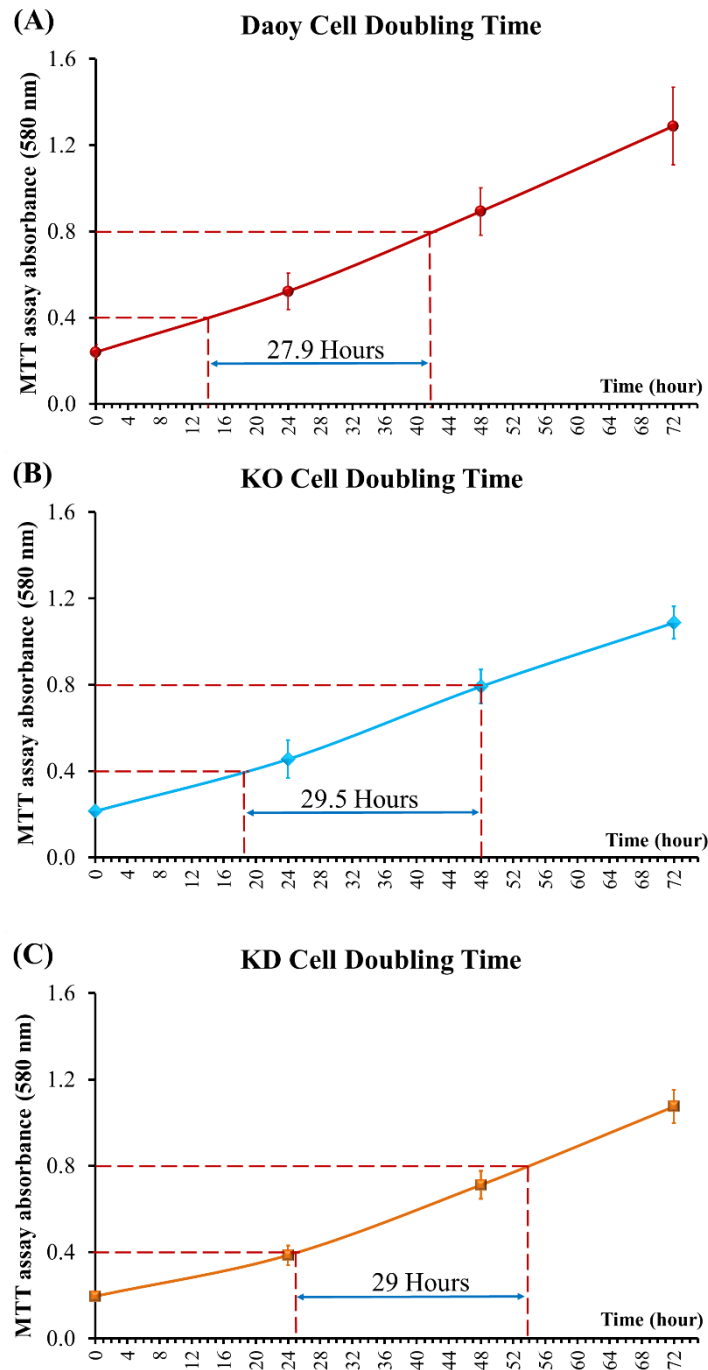 (A)
Daoy Cell Doubling Time
MTT assay absorbance (580 nm)
1.6
1.2
0.8
0.4
0.0
27.9 Hours
Time (hour)
0 4 8 12 16 20 24 28 32 36 40 44 48 52 56 60 64 68 72
(B)
KO Cell Doubling Time
MTT assay absorbance (580 nm)
1.6
1.2
0.8
0.4
0.0
29.5 Hours
Time (hour)
0 4 8 12 16 20 24 28 32 36 40 44 48 52 56 60 64 68 72
(C)
KD Cell Doubling Time
MTT assay absorbance (580 nm)
1.6
1.2
0.8
0.4
0.0
29 Hours
Time (hour)
0 4 8 12 16 20 24 28 32 36 40 44 48 52 56 60 64 68 72